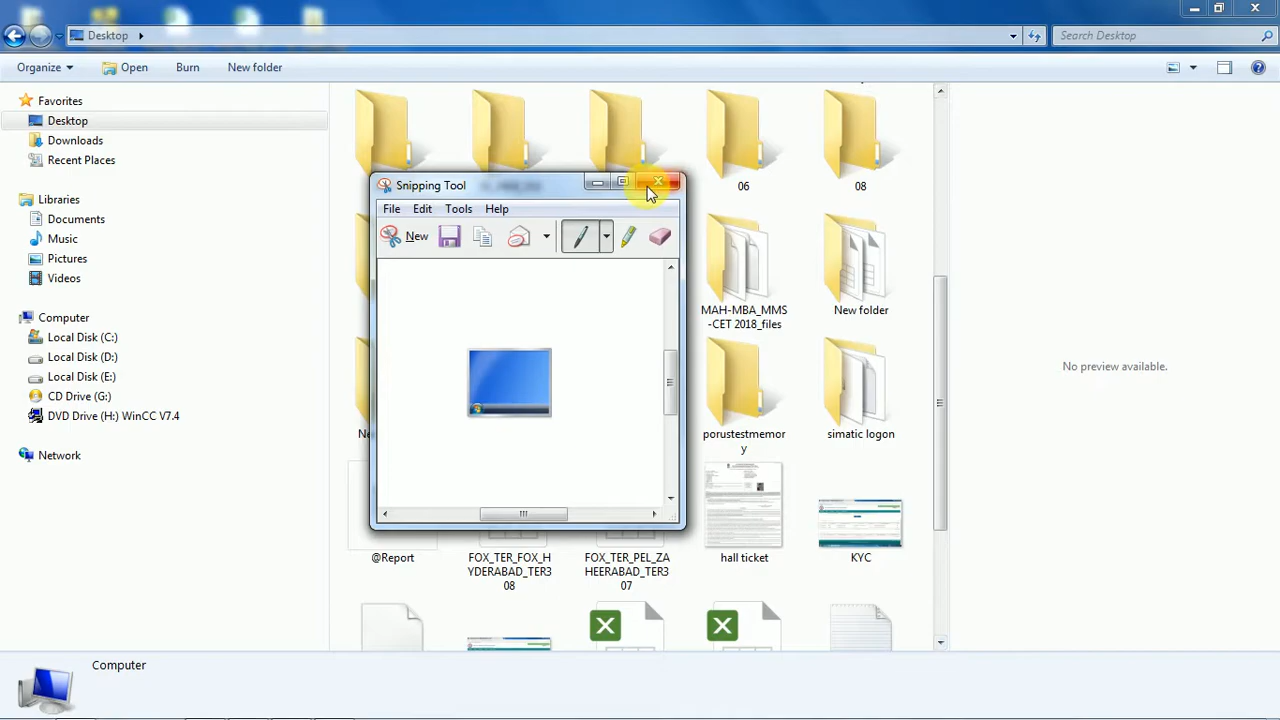 Desktop
Search Desktop
Organize
Open
Burn
New folder
Favorites
Desktop
Downloads
Recent Places
Libraries
Documents
Music
Pictures
Videos
Computer
Local Disk (C:)
Local Disk (D:)
Local Disk (E:)
CD Drive (G:)
DVD Drive (H:) WinCC V7.4
Network
06
08
Snipping Tool
File
Edit
Tools
Help
New
MAH-MBA_MMS
-CET 2018_files
New folder
Ne
porustestmemor
y
simatic logon
@Report
FOX_TER_FOX_H
YDERABAD_TER3
08
FOX_TER_PEL_ZA
HEERABAD_TER3
07
hall ticket
KYC
No preview available.
Computer